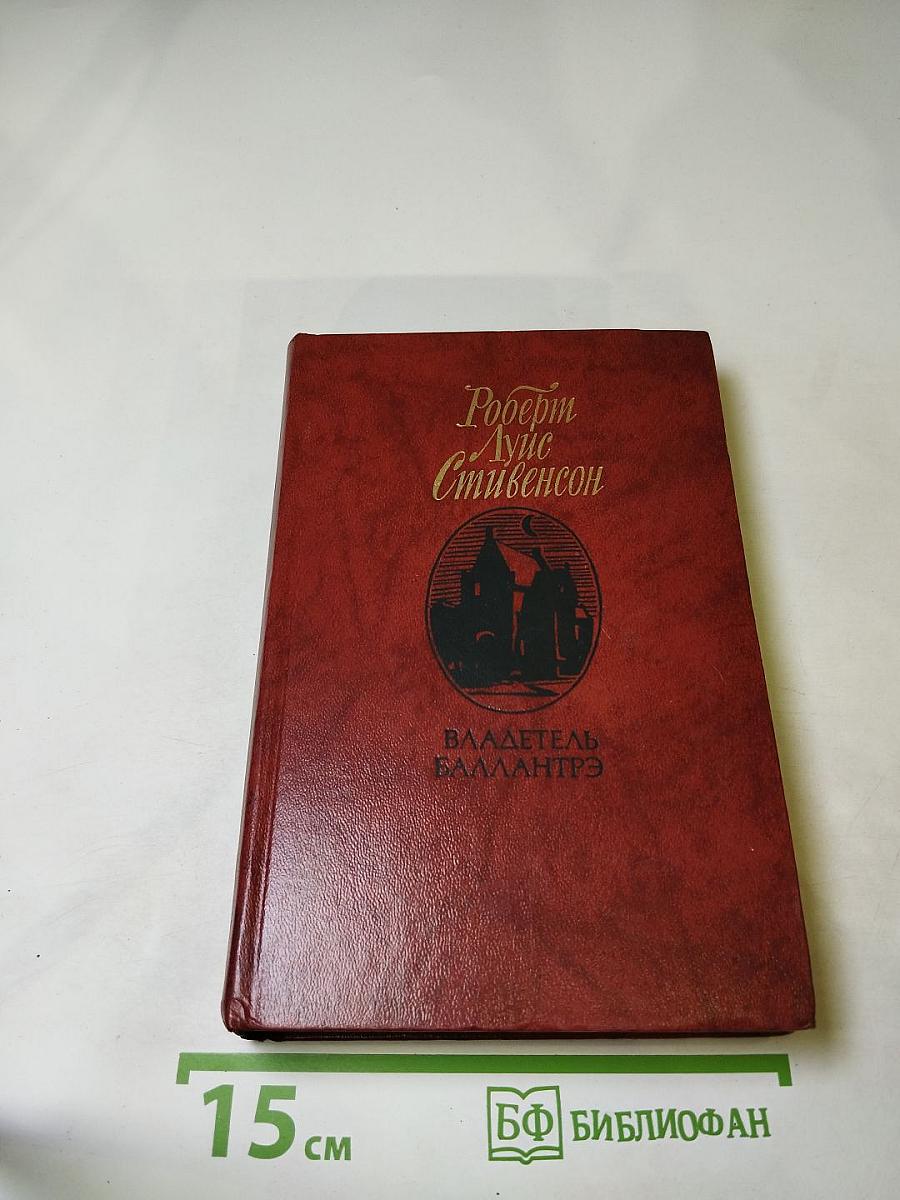 Роберт
Луис
Стивенсон
ВЛАДЕТЕЛЬ
БАЛЛАНТРЭ
15 см
БФ БИБЛИОФАН